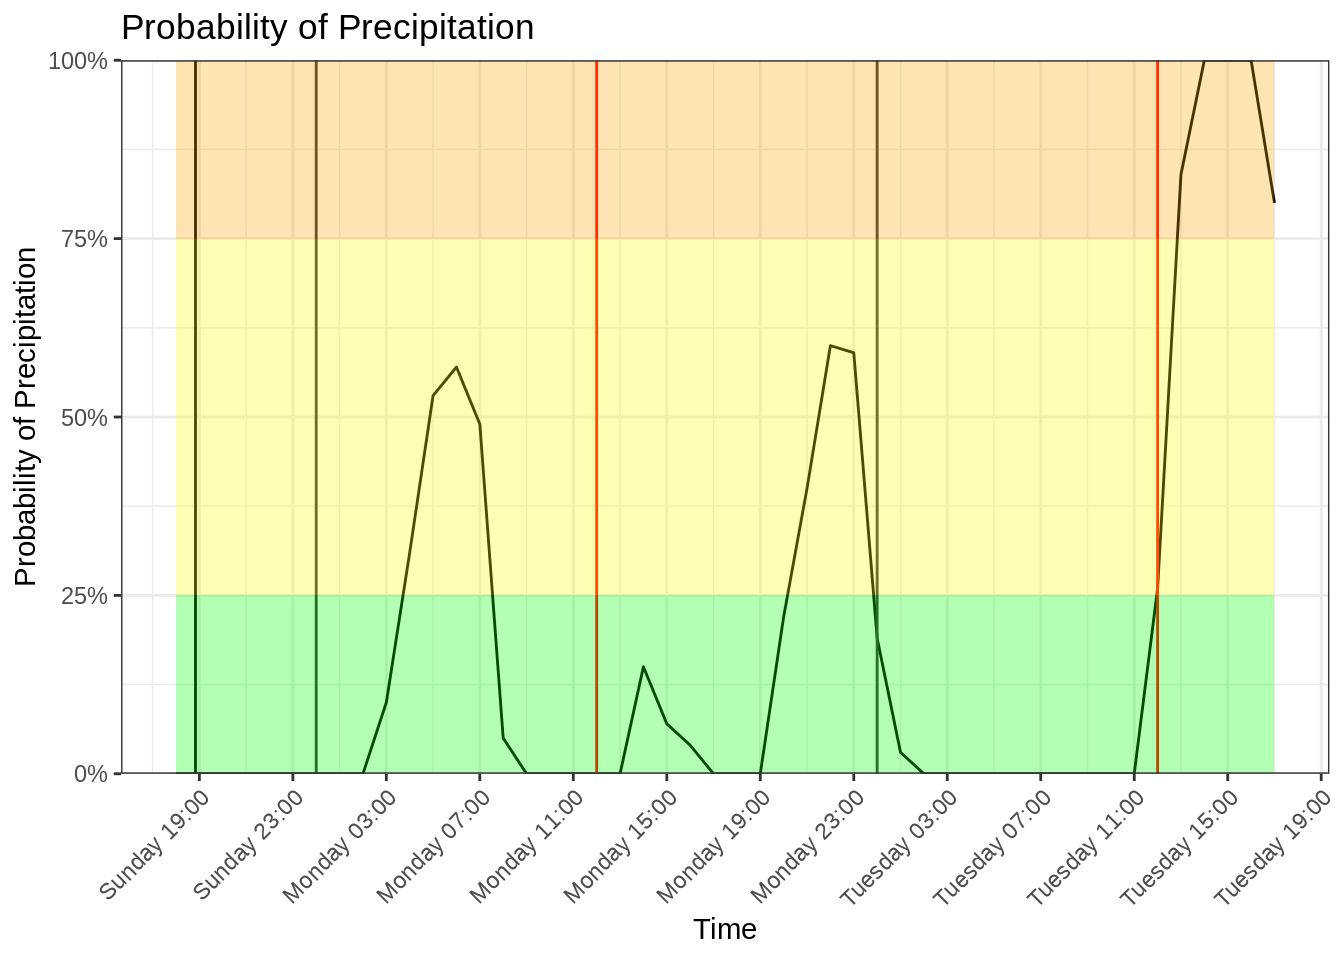 Probability of Precipitation
Probability of Precipitation
100%
75%
50%
25%
0%
Sunday 19:00
Sunday 23:00
Monday 03:00
Monday 07:00
Monday 11:00
Monday 15:00
Monday 19:00
Monday 23:00
Tuesday 03:00
Tuesday 07:00
Tuesday 11:00
Tuesday 15:00
Tuesday 19:00
Time